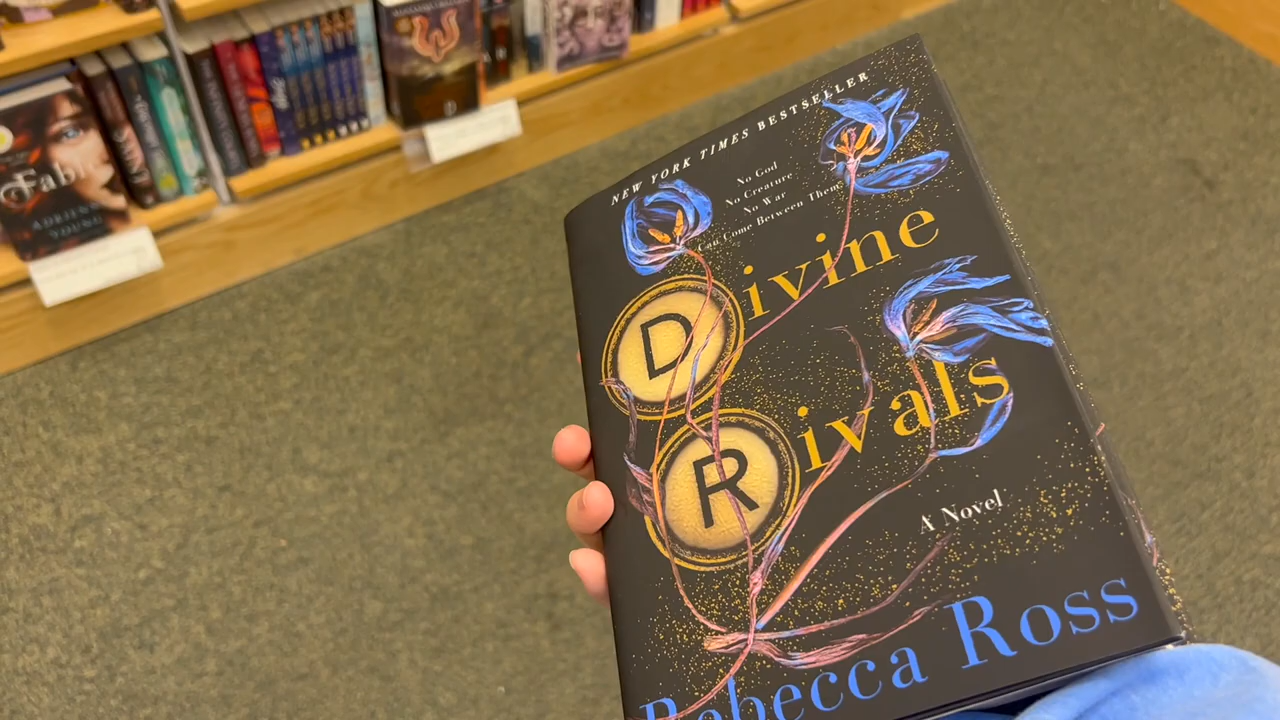 NEW YORK TIMES BESTSELLER
No God
No Creature
No War
Can Come Between Them
Divine
Rivals
A Novel
Rebecca Ross
Fable
ADRIENNE
YOUNG